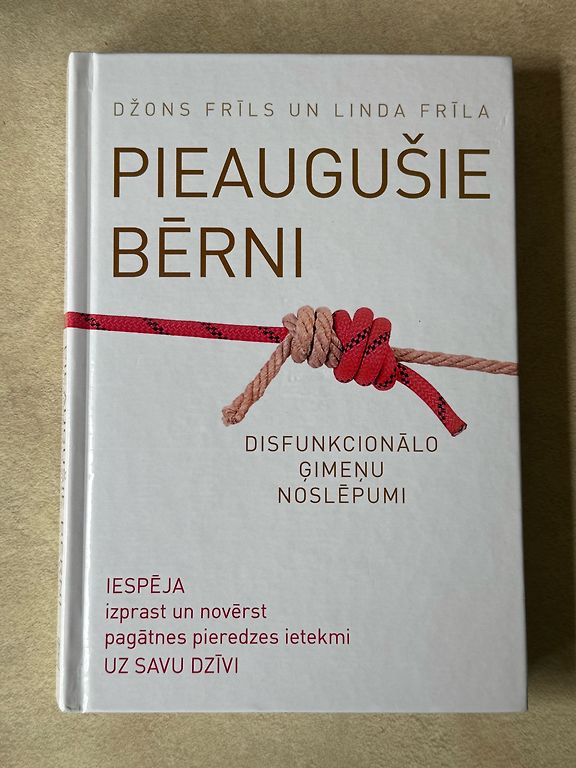 DŽONS FRĪLS UN LINDA FRĪLA
PIEAUGUŠIE
BĒRNI
DISFUNKCIONĀLO
ĢIMEŅU
NOSLĒPUMI
IESPĒJA
izprast un novērst
pagātnes pieredzes ietekmi
UZ SAVU DZĪVI